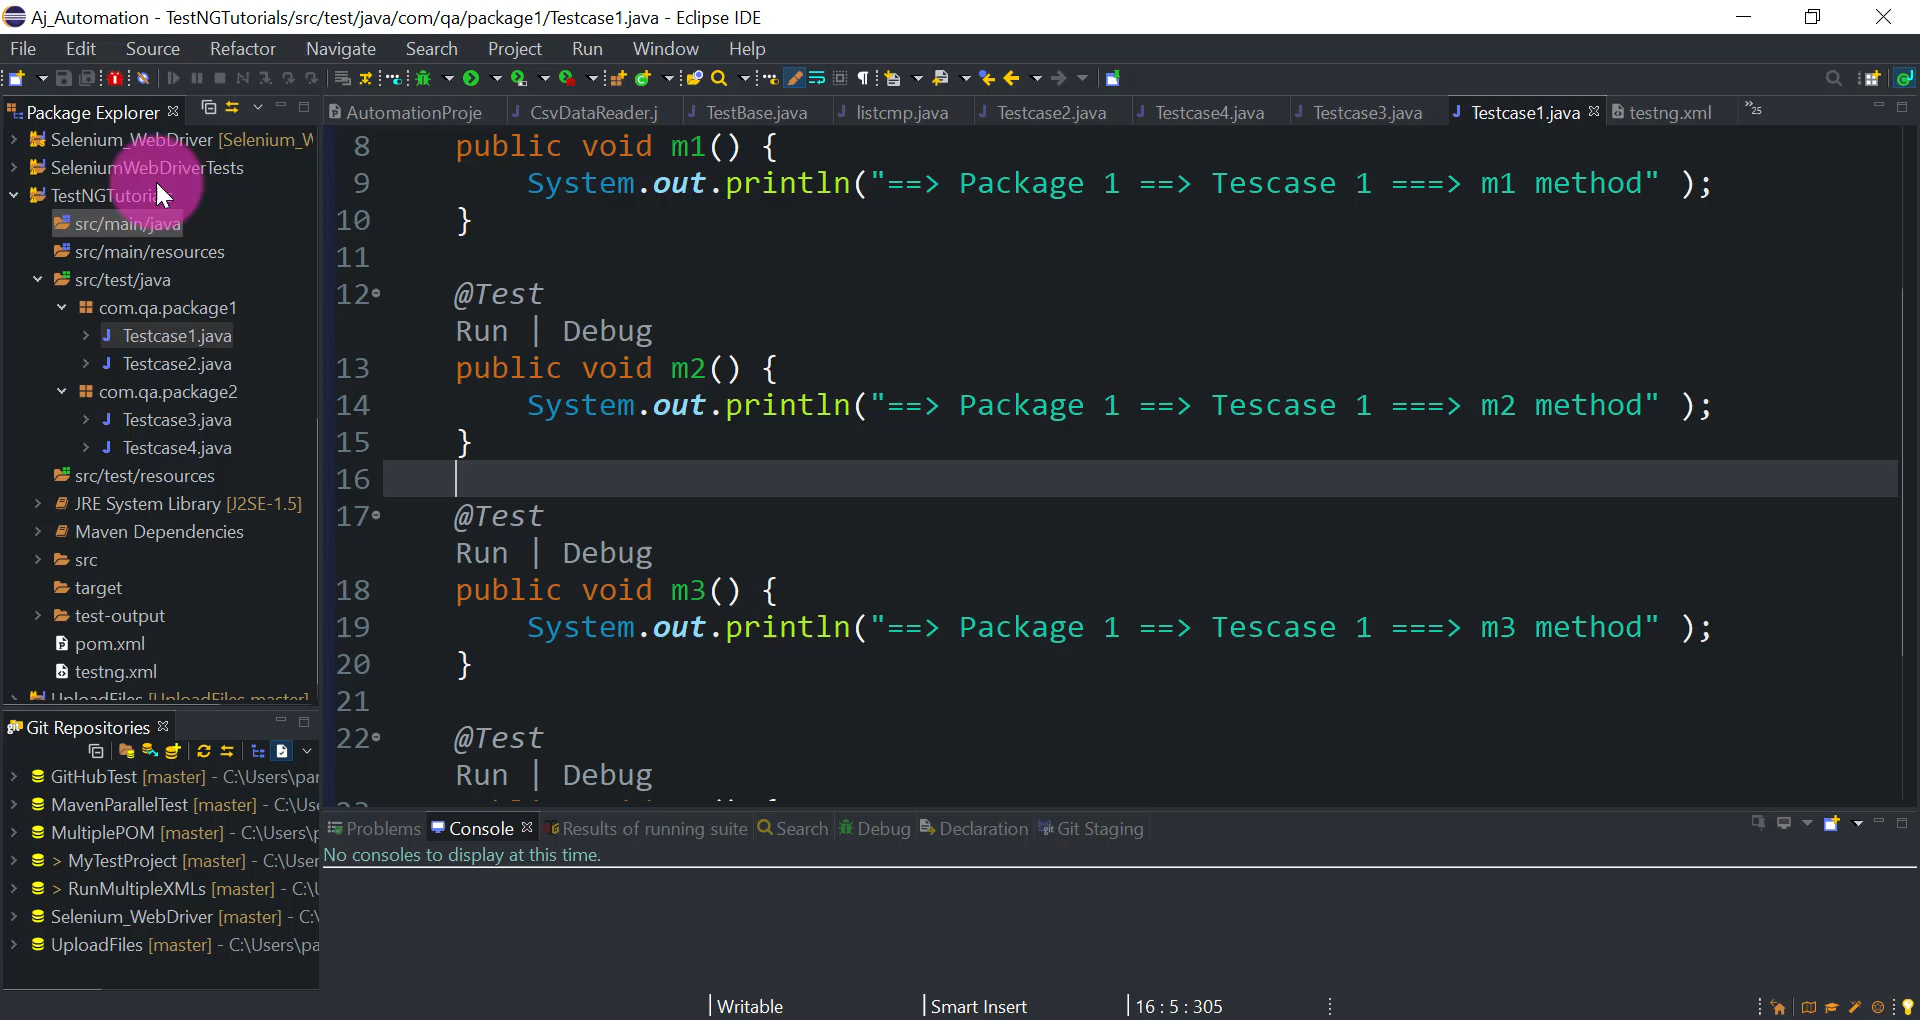 Aj_Automation - TestNGTutorials/src/test/java/com/qa/package1/Testcase1.java - Eclipse IDE
File Edit Source Refactor Navigate Search Project Run Window Help
Package Explorer
Selenium_WebDriver [Selenium_W
SeleniumWebDriverTests
TestNGTutorials
src/main/java
src/main/resources
src/test/java
com.qa.package1
Testcase1.java
Testcase2.java
com.qa.package2
Testcase3.java
Testcase4.java
src/test/resources
JRE System Library [J2SE-1.5]
Maven Dependencies
src
target
test-output
pom.xml
testng.xml
UploadFiles [UploadFiles master]
Git Repositories
GitHubTest [master] - C:\Users\par
MavenParallelTest [master] - C:\Use
MultiplePOM [master] - C:\Users\p
> MyTestProject [master] - C:\User
> RunMultipleXMLs [master] - C:\U
Selenium_WebDriver [master] - C:\
UploadFiles [master] - C:\Users\pa
AutomationProje CsvDataReader.j TestBase.java listcmp.java Testcase2.java Testcase4.java Testcase3.java Testcase1.java testng.xml »25
8 public void m1() {
9 System.out.println("==> Package 1 ==> Tescase 1 ===> m1 method" );
10 }
11
12 @Test
Run | Debug
13 public void m2() {
14 System.out.println("==> Package 1 ==> Tescase 1 ===> m2 method" );
15 }
16
17 @Test
Run | Debug
18 public void m3() {
19 System.out.println("==> Package 1 ==> Tescase 1 ===> m3 method" );
20 }
21
22 @Test
Run | Debug
Problems Console Results of running suite Search Debug Declaration Git Staging
No consoles to display at this time.
Writable Smart Insert 16 : 5 : 305